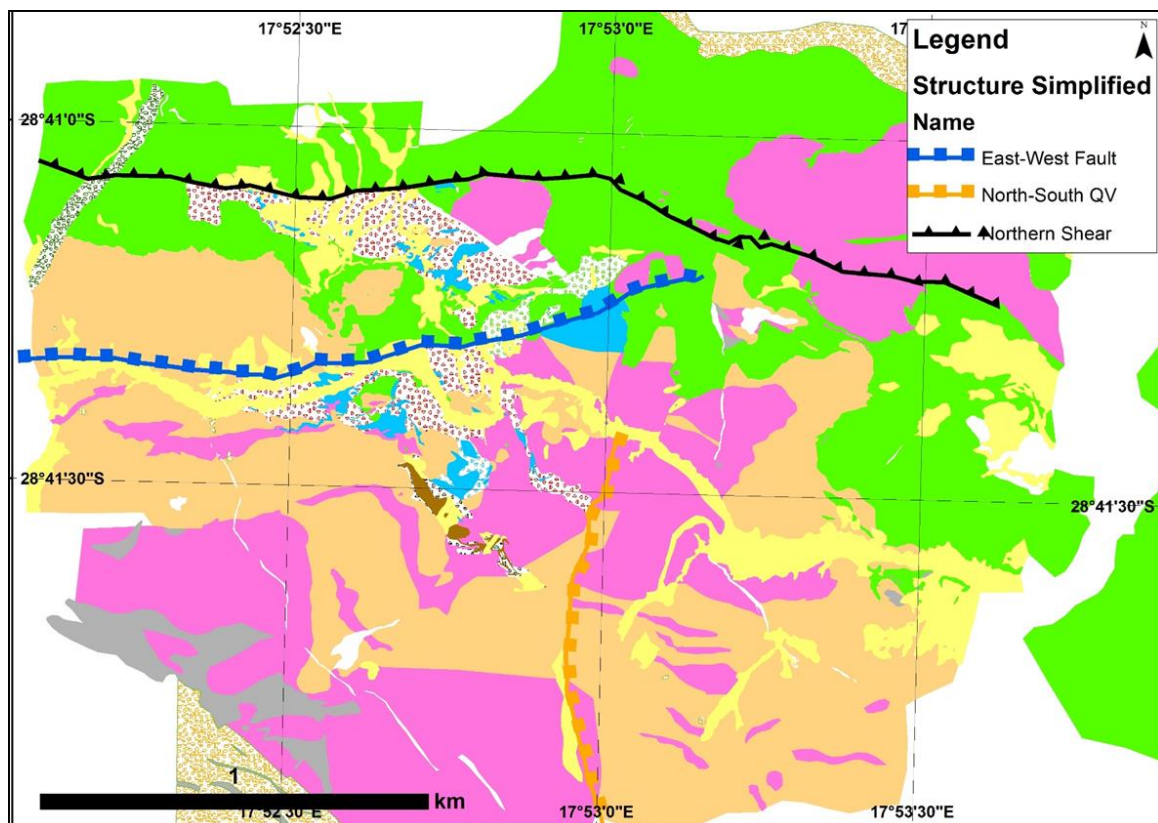 17°52'30"E
17°53'0"E
Legend
N
Structure Simplified
Name
East-West Fault
North-South QV
Northern Shear
28°41'0"S
28°41'30"S
28°41'30"S
1
km
17°52'30"E
17°53'0"E
17°53'30"E